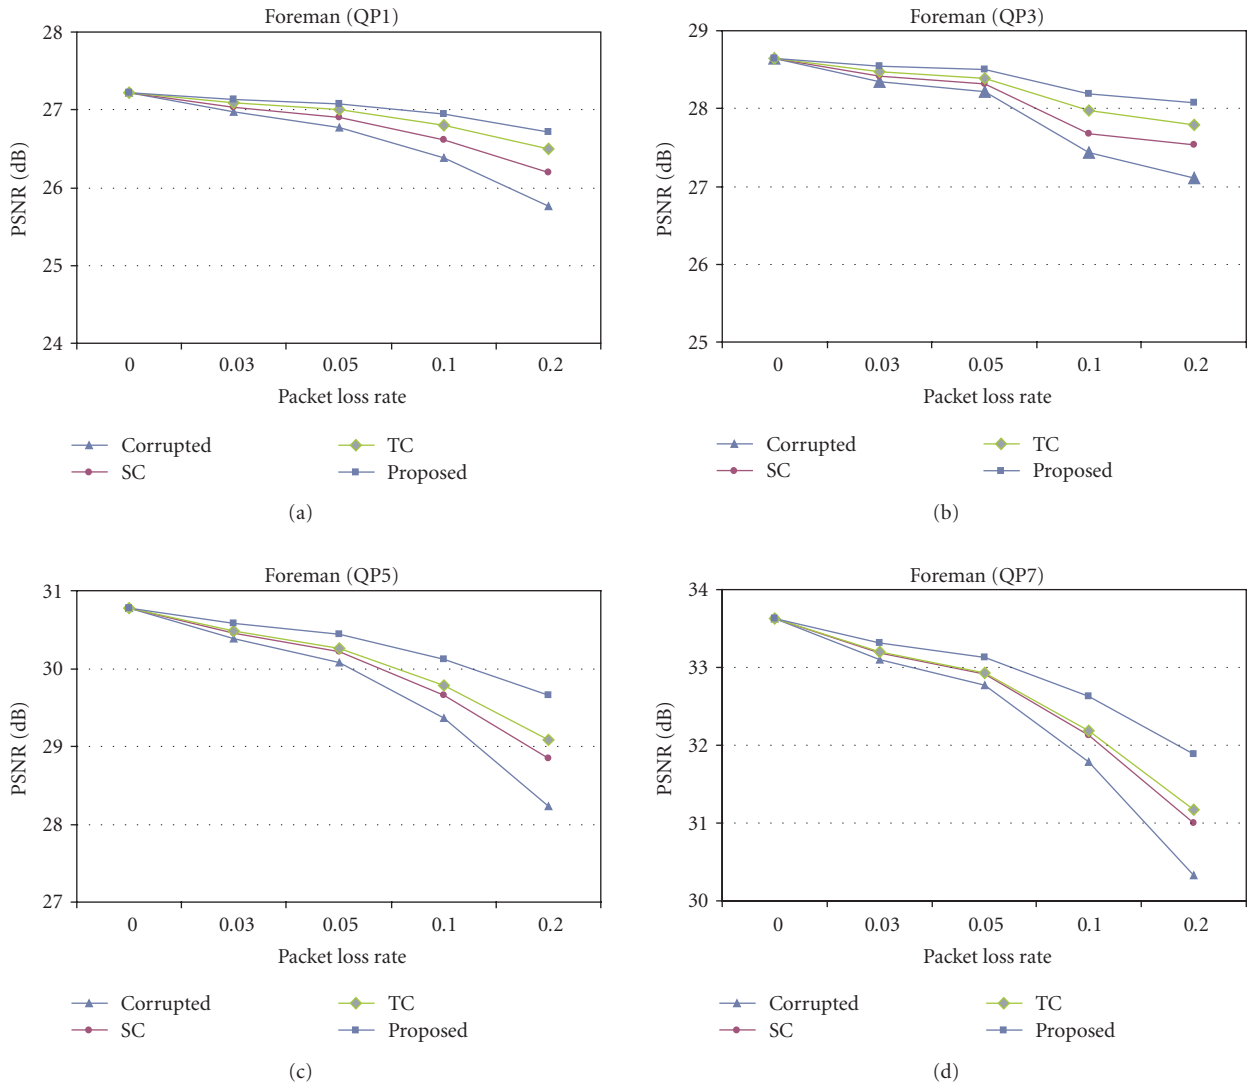 Foreman (QP1)
28
27
26
25
24
PSNR (dB)
0 0.03 0.05 0.1 0.2
Packet loss rate
Corrupted TC
SC Proposed
(a)
Foreman (QP3)
29
28
27
26
25
PSNR (dB)
0 0.03 0.05 0.1 0.2
Packet loss rate
Corrupted TC
SC Proposed
(b)
Foreman (QP5)
31
30
29
28
27
PSNR (dB)
0 0.03 0.05 0.1 0.2
Packet loss rate
Corrupted TC
SC Proposed
(c)
Foreman (QP7)
34
33
32
31
30
PSNR (dB)
0 0.03 0.05 0.1 0.2
Packet loss rate
Corrupted TC
SC Proposed
(d)